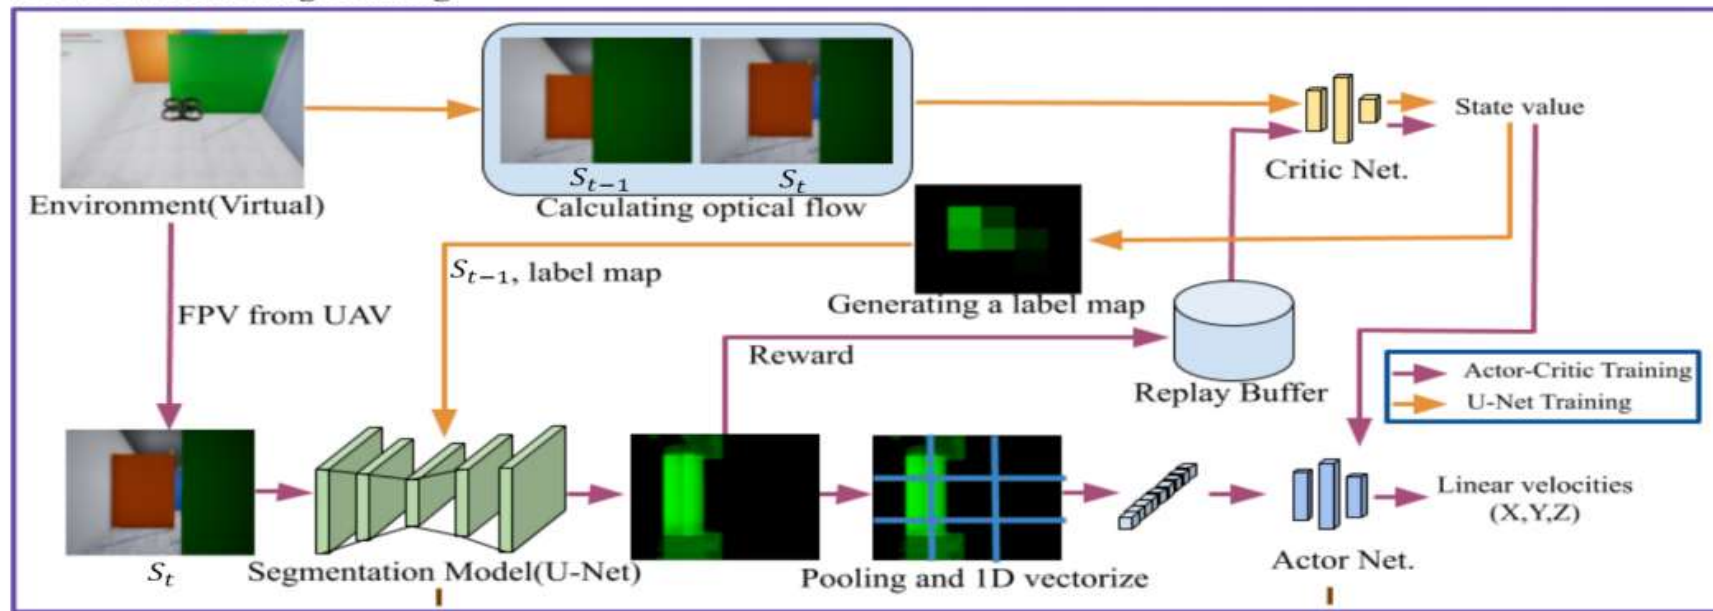 Environment(Virtual)
S_{t-1}
S_t
Calculating optical flow
Critic Net.
State value
S_{t-1}, label map
Generating a label map
FPV from UAV
Reward
Replay Buffer
Actor-Critic Training
U-Net Training
S_t
Segmentation Model(U-Net)
Pooling and 1D vectorize
Actor Net.
Linear velocities
(X,Y,Z)